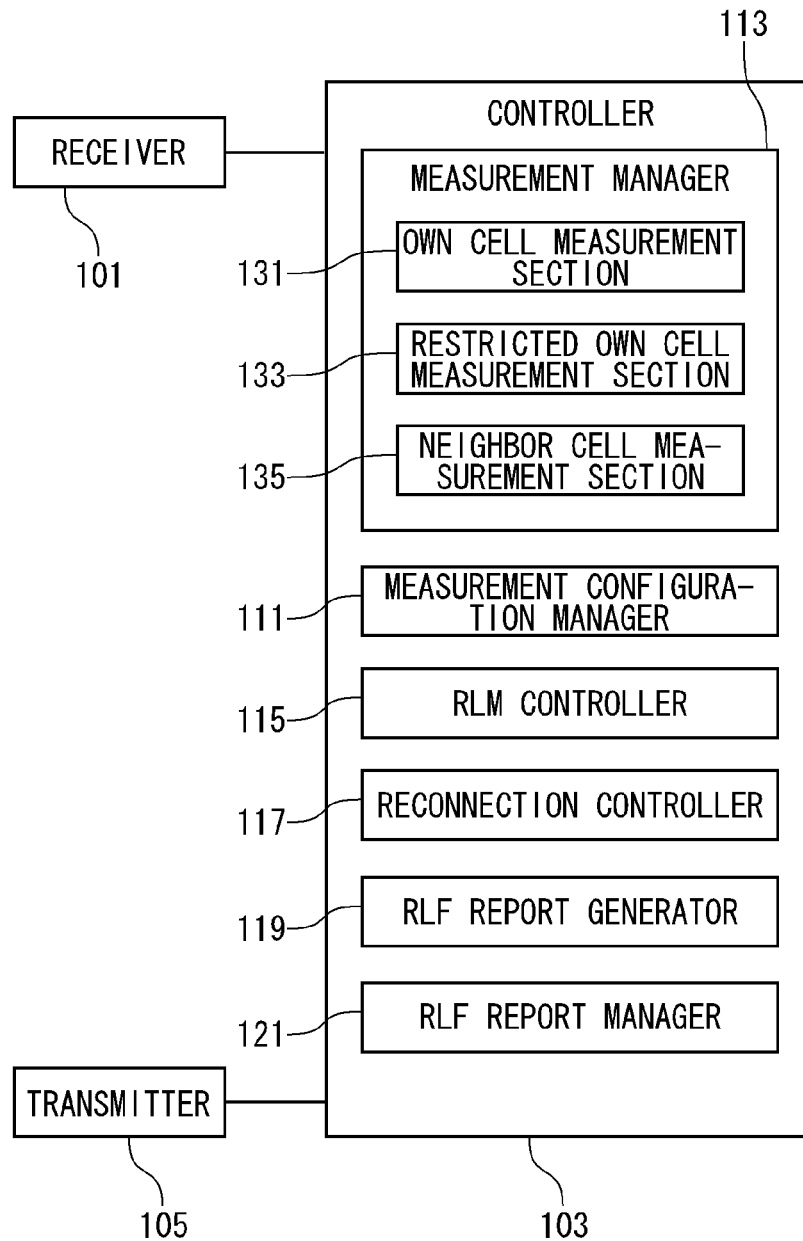 113
CONTROLLER
RECEIVER
101
MEASUREMENT MANAGER
131
OWN CELL MEASUREMENT
SECTION
133
RESTRICTED OWN CELL
MEASUREMENT SECTION
135
NEIGHBOR CELL MEA-
SUREMENT SECTION
111
MEASUREMENT CONFIGURA-
TION MANAGER
115
RLM CONTROLLER
117
RECONNECTION CONTROLLER
119
RLF REPORT GENERATOR
121
RLF REPORT MANAGER
TRANSMITTER
105
103